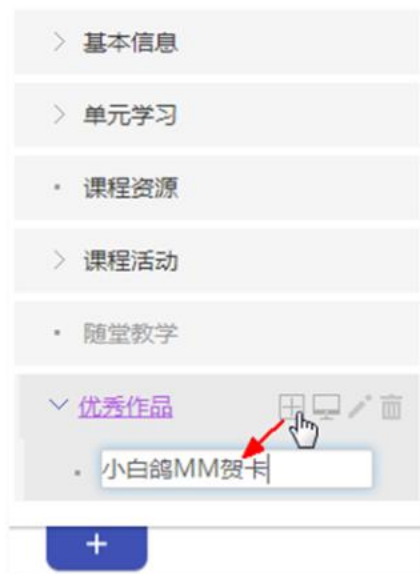 基本信息
单元学习
课程资源
课程活动
随堂教学
优秀作品
小白鸽MM贺卡